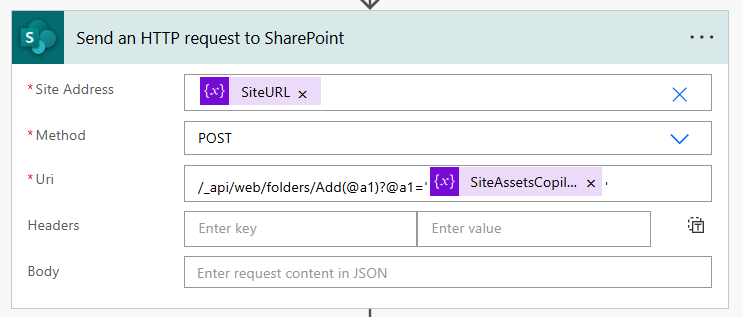 S Send an HTTP request to SharePoint ...
* Site Address {x} SiteURL ×
* Method POST
* Uri /_api/web/folders/Add(@a1)?@a1=' {x} SiteAssetsCopil... × '
Headers Enter key Enter value
Body Enter request content in JSON